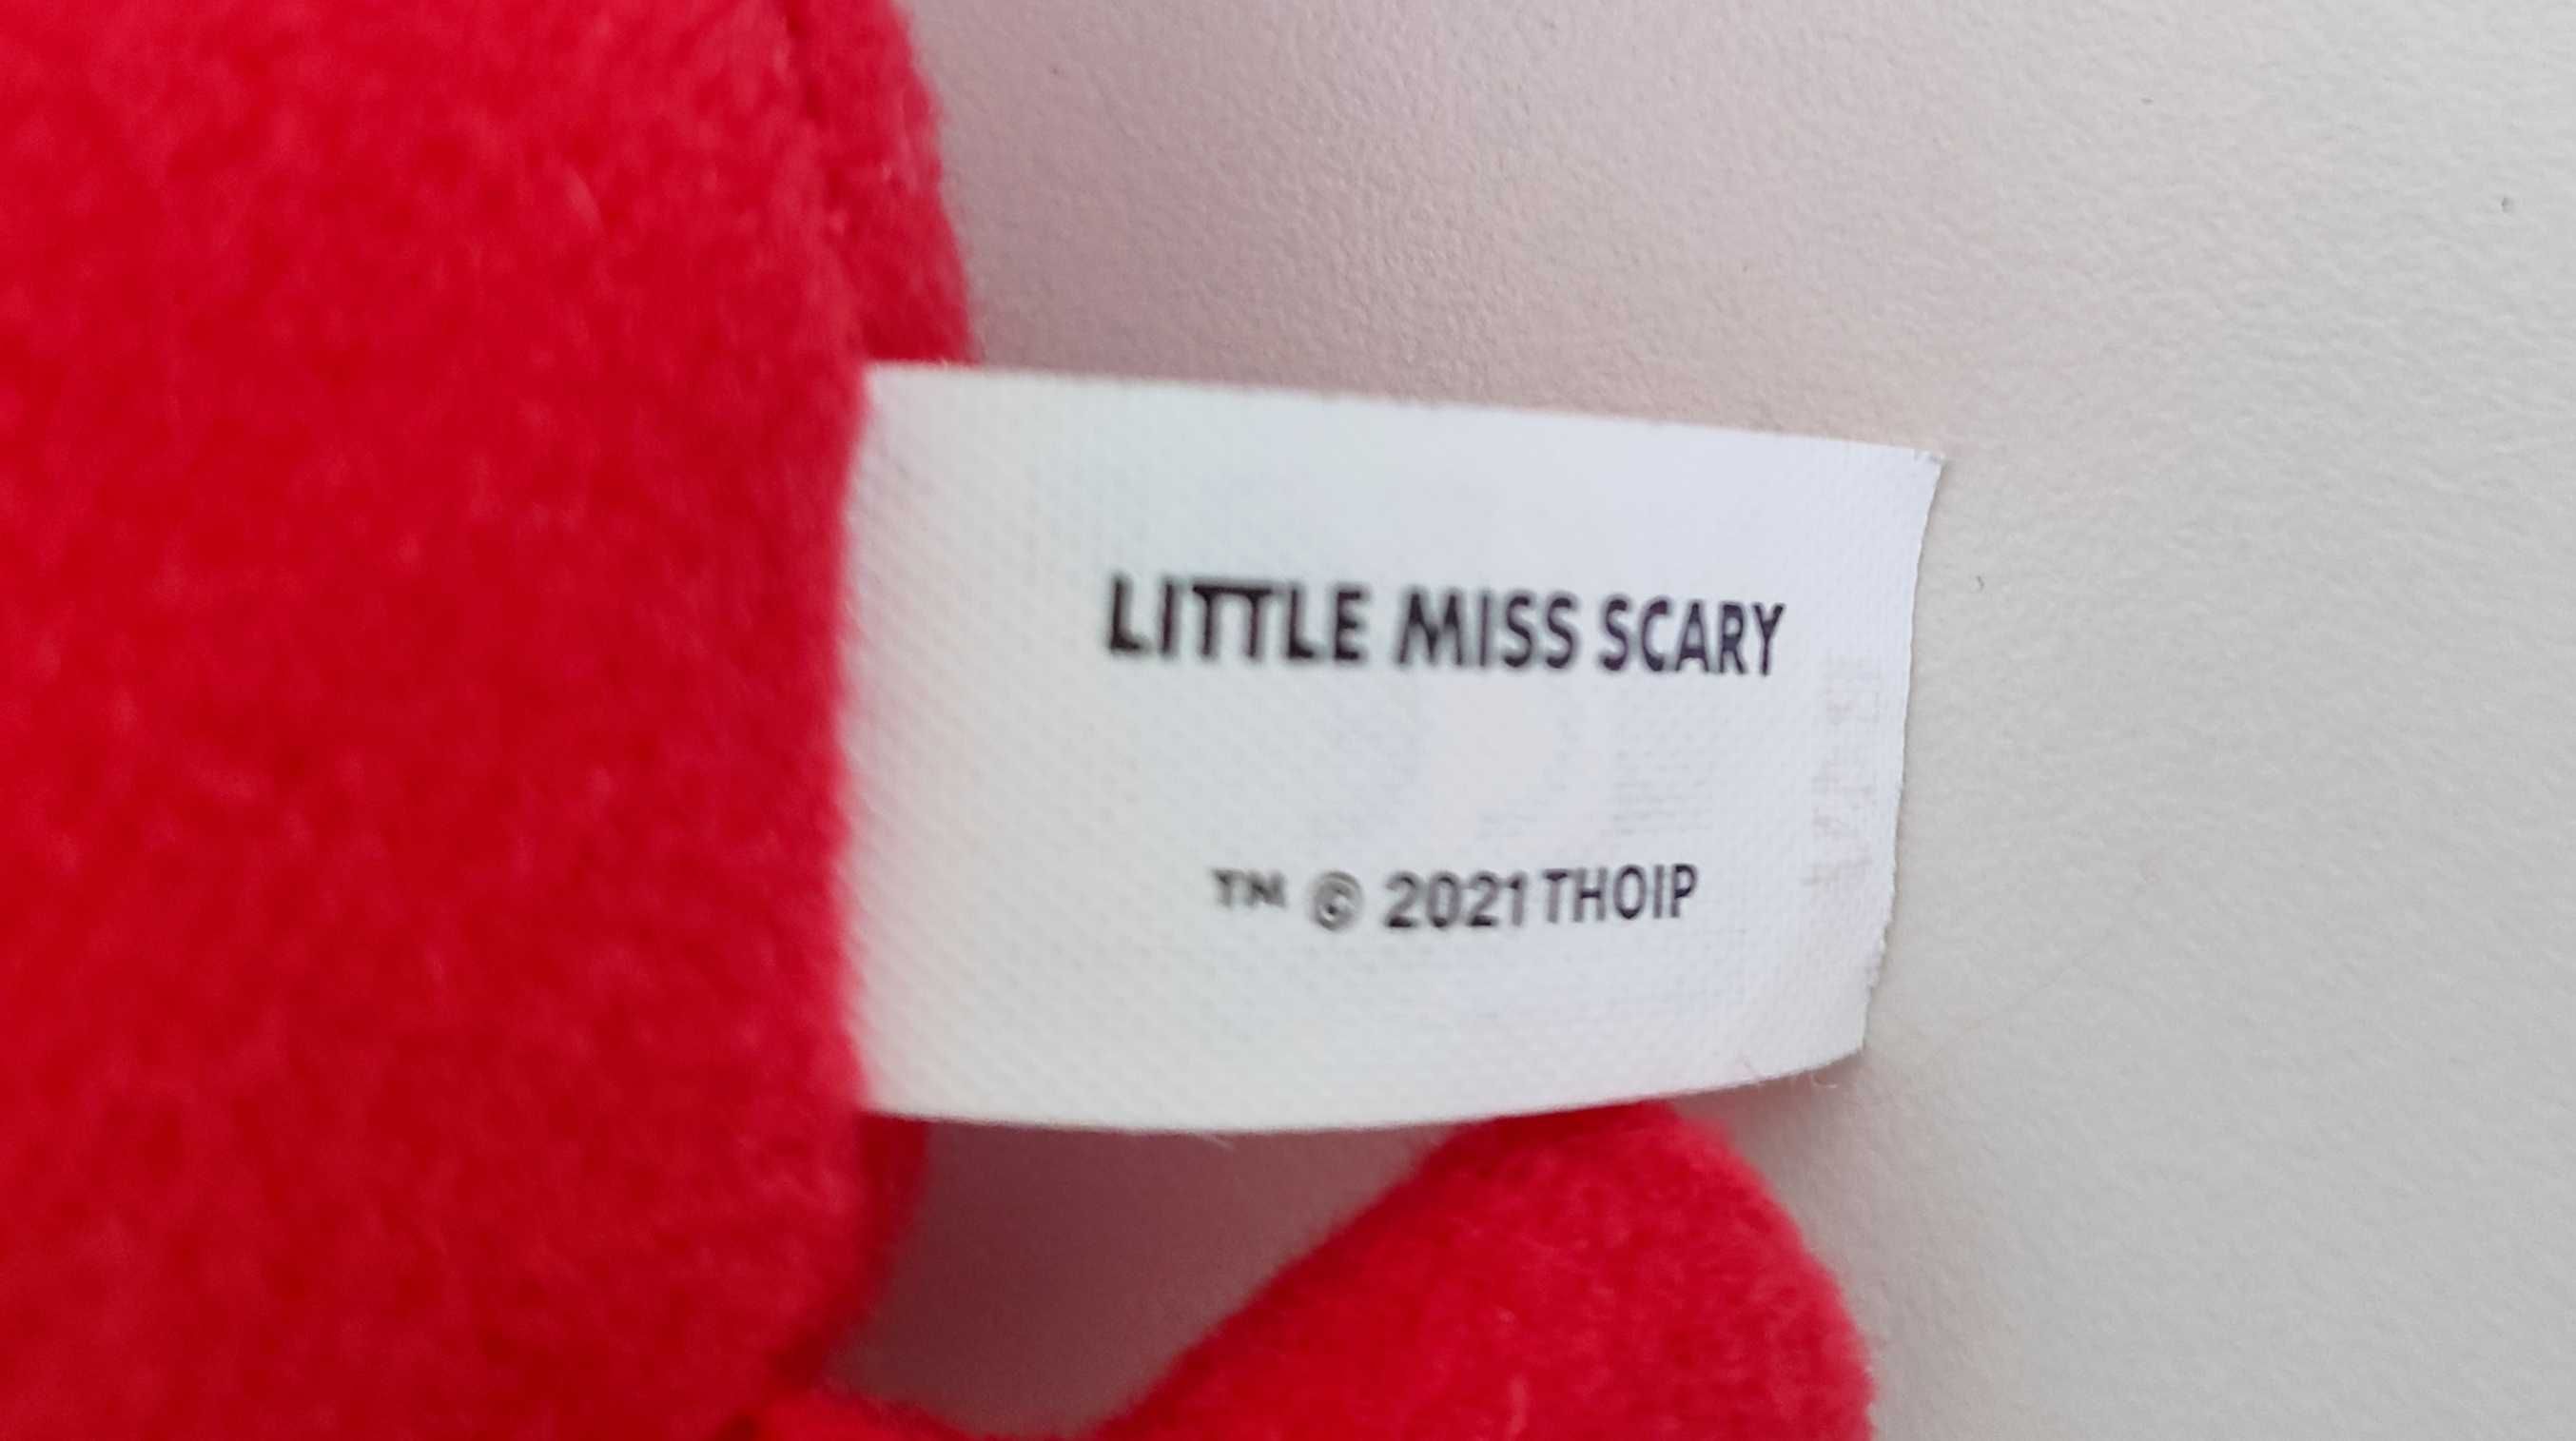 LITTLE MISS SCARY
™ © 2021 THOIP